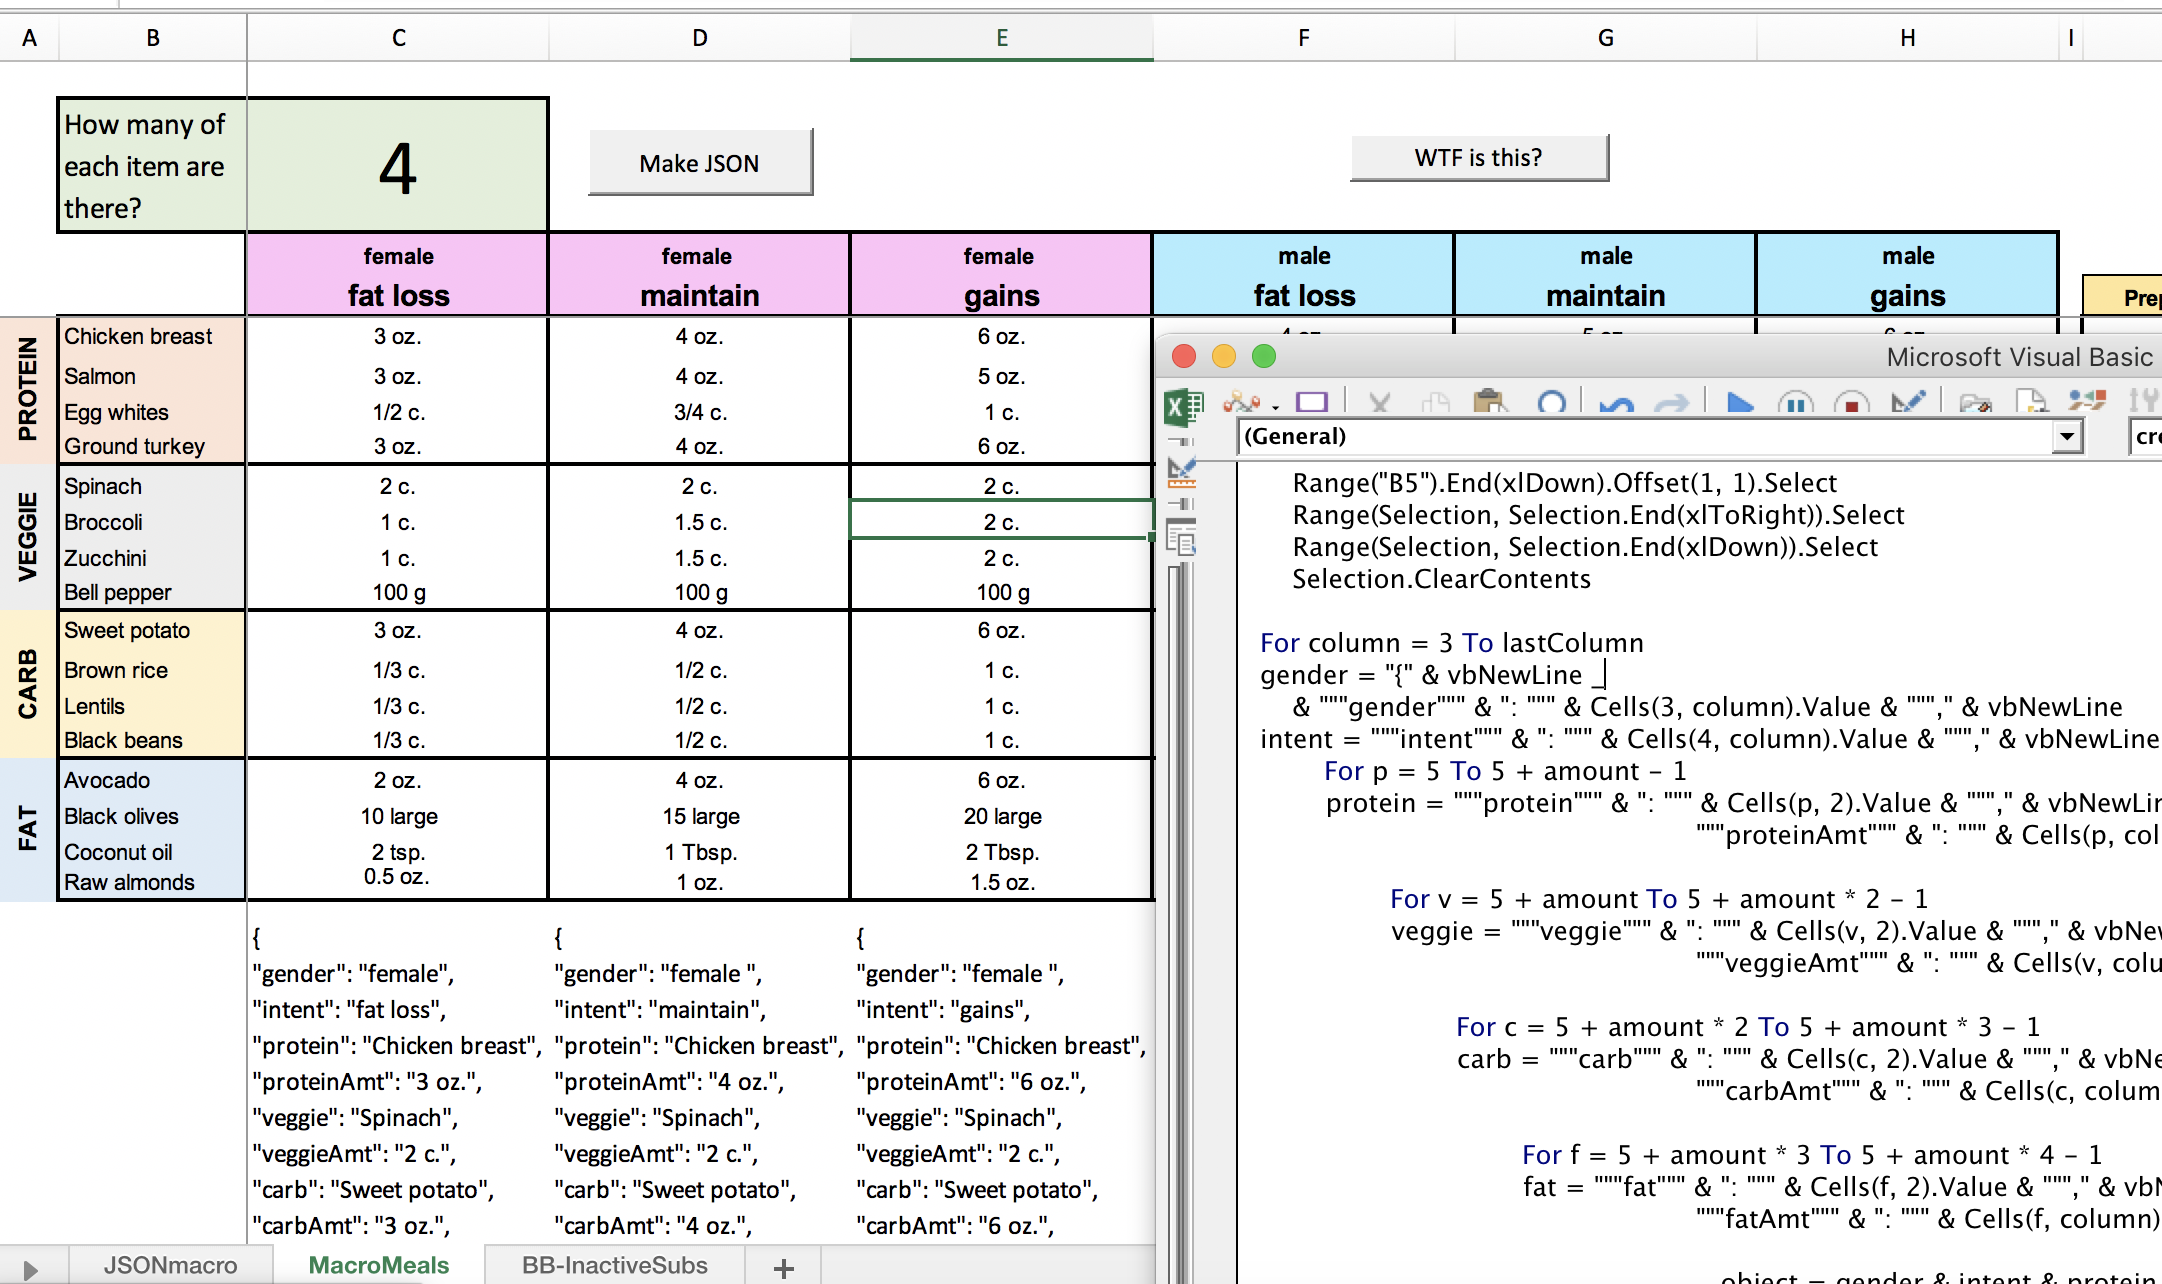 A B C D E F G H I
How many of
each item are
there?
4
Make JSON
WTF is this?
female female female male male male
fat loss maintain gains fat loss maintain gains
PROTEIN
Chicken breast 3 oz. 4 oz. 6 oz.
Salmon 3 oz. 4 oz. 5 oz.
Egg whites 1/2 c. 3/4 c. 1 c.
Ground turkey 3 oz. 4 oz. 6 oz.
VEGGIE
Spinach 2 c. 2 c. 2 c.
Broccoli 1 c. 1.5 c. 2 c.
Zucchini 1 c. 1.5 c. 2 c.
Bell pepper 100 g 100 g 100 g
CARB
Sweet potato 3 oz. 4 oz. 6 oz.
Brown rice 1/3 c. 1/2 c. 1 c.
Lentils 1/3 c. 1/2 c. 1 c.
Black beans 1/3 c. 1/2 c. 1 c.
FAT
Avocado 2 oz. 4 oz. 6 oz.
Black olives 10 large 15 large 20 large
Coconut oil 2 tsp. 1 Tbsp. 2 Tbsp.
Raw almonds 0.5 oz. 1 oz. 1.5 oz.
{ { {
"gender": "female", "gender": "female ", "gender": "female ",
"intent": "fat loss", "intent": "maintain", "intent": "gains",
"protein": "Chicken breast", "protein": "Chicken breast", "protein": "Chicken breast",
"proteinAmt": "3 oz.", "proteinAmt": "4 oz.", "proteinAmt": "6 oz.",
"veggie": "Spinach", "veggie": "Spinach", "veggie": "Spinach",
"veggieAmt": "2 c.", "veggieAmt": "2 c.", "veggieAmt": "2 c.",
"carb": "Sweet potato", "carb": "Sweet potato", "carb": "Sweet potato",
"carbAmt": "3 oz.", "carbAmt": "4 oz.", "carbAmt": "6 oz.",
JSONmacro MacroMeals BB-InactiveSubs +
Microsoft Visual Basic
(General)
Range("B5").End(xlDown).Offset(1, 1).Select
Range(Selection, Selection.End(xlToRight)).Select
Range(Selection, Selection.End(xlDown)).Select
Selection.ClearContents
For column = 3 To lastColumn
gender = "{" & vbNewLine _
& """gender""" & ": """ & Cells(3, column).Value & """," & vbNewLine
intent = """intent""" & ": """ & Cells(4, column).Value & """," & vbNewLine
For p = 5 To 5 + amount - 1
protein = """protein""" & ": """ & Cells(p, 2).Value & """," &
"""proteinAmt""" & ": """ & Cells(p,
For v = 5 + amount To 5 + amount * 2 - 1
veggie = """veggie""" & ": """ & Cells(v, 2).Value & """," &
"""veggieAmt""" & ": """ & Cells(v,
For c = 5 + amount * 2 To 5 + amount * 3 - 1
carb = """carb""" & ": """ & Cells(c, 2).Value & """," &
"""carbAmt""" & ": """ & Cells(c,
For f = 5 + amount * 3 To 5 + amount * 4 - 1
fat = """fat""" & ": """ & Cells(f, 2).Value & """," &
"""fatAmt""" & ": """ & Cells(f, column)
object = gender & intent & protein